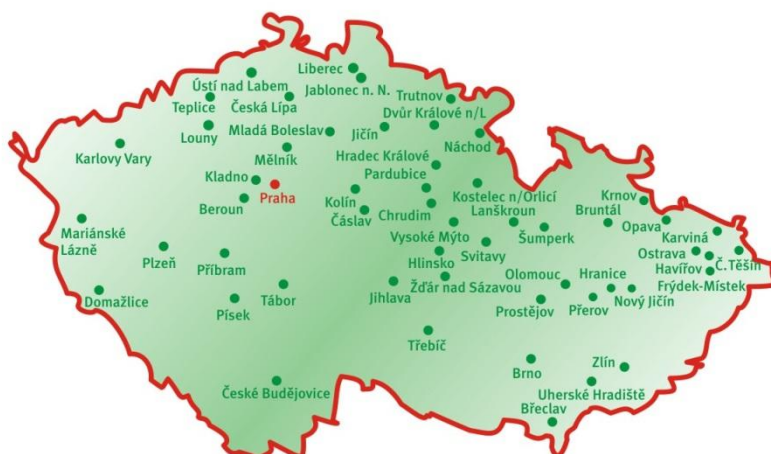 Liberec
Ústí nad Labem
Jablonec n. N.
Teplice
Česká Lípa
Trutnov
Dvůr Králové n/L
Louny
Mladá Boleslav
Jičín
Náchod
Karlovy Vary
Mělník
Hradec Králové
Kladno
Pardubice
Praha
Kostelec n/Orlicí
Krnov
Beroun
Kolín
Čáslav
Chrudim
Lanškroun
Bruntál
Opava
Mariánské
Lázně
Vysoké Mýto
Šumperk
Karviná
Plzeň
Příbram
Hlinsko
Svitavy
Ostrava
Č.Těšín
Havířov
Domažlice
Písek
Tábor
Jihlava
Žďár nad Sázavou
Olomouc
Hranice
Frýdek-Místek
Prostějov
Přerov
Nový Jičín
Třebíč
Brno
Zlín
České Budějovice
Uherské Hradiště
Břeclav